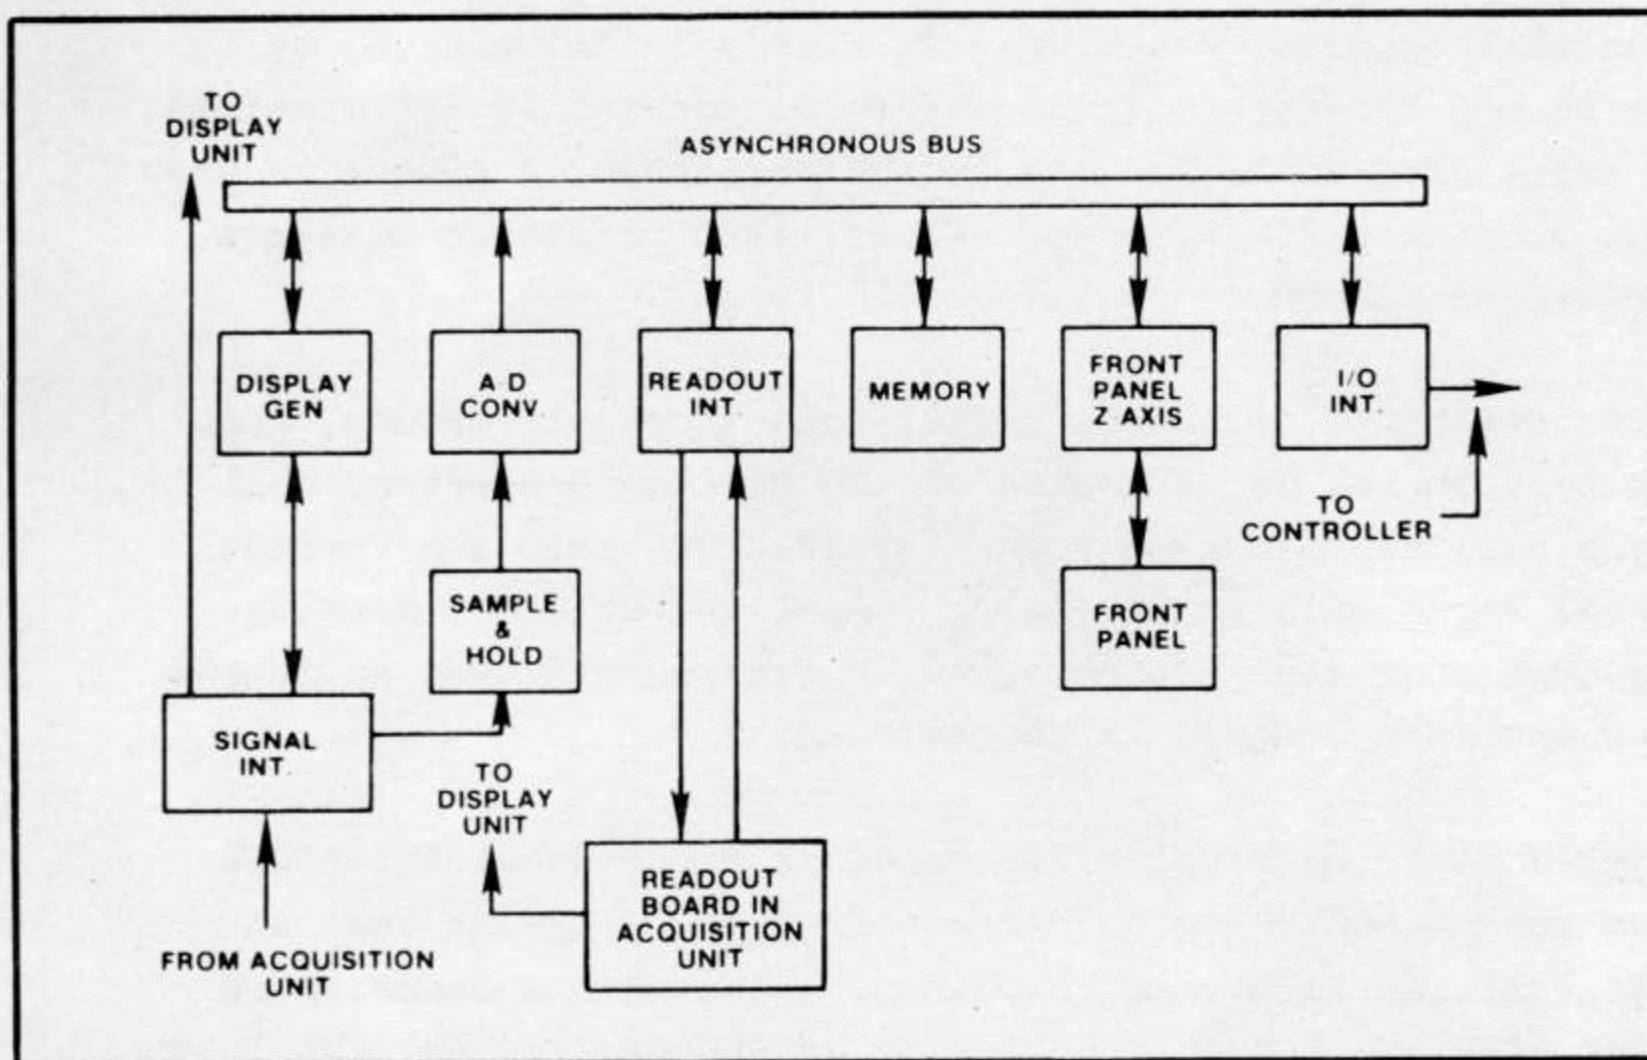 TO
DISPLAY
UNIT
ASYNCHRONOUS BUS
DISPLAY
GEN
A D
CONV.
READOUT
INT.
MEMORY
FRONT
PANEL
Z AXIS
I/O
INT.
TO
CONTROLLER
SAMPLE
&
HOLD
FRONT
PANEL
SIGNAL
INT.
TO
DISPLAY
UNIT
READOUT
BOARD IN
ACQUISITION
UNIT
FROM ACQUISITION
UNIT